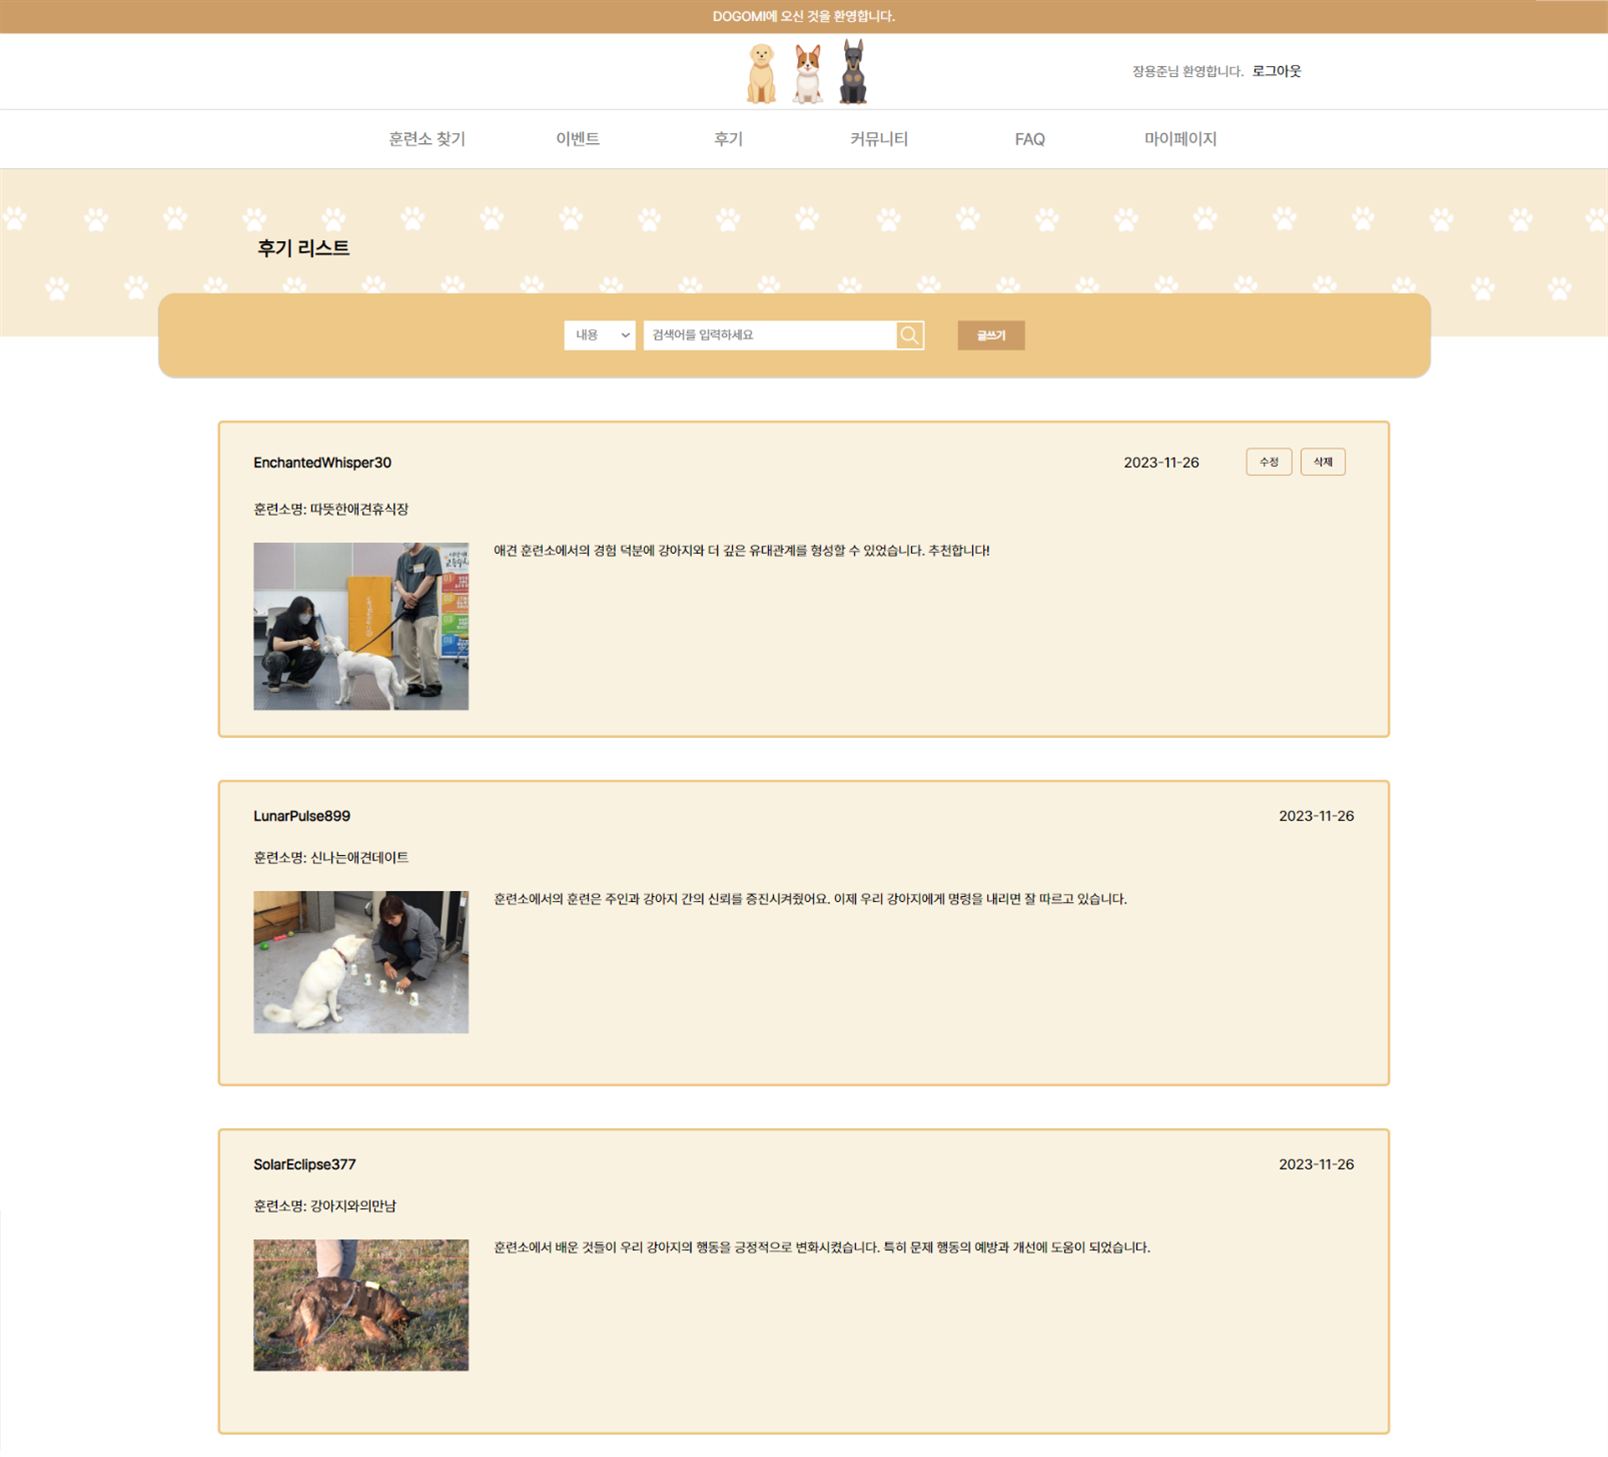 DOGOMI에 오신 것을 환영합니다.
장용준님 환영합니다. 로그아웃
훈련소 찾기 이벤트 후기 커뮤니티 FAQ 마이페이지
후기 리스트
내용 검색어를 입력하세요 글쓰기
EnchantedWhisper30 2023-11-26 수정 삭제
훈련소명: 따뜻한애견휴식장
애견 훈련소에서의 경험 덕분에 강아지와 더 깊은 유대관계를 형성할 수 있었습니다. 추천합니다!
LunarPulse899 2023-11-26
훈련소명: 신나는애견데이트
훈련소에서의 훈련은 주인과 강아지 간의 신뢰를 증진시켜줬어요. 이제 우리 강아지에게 명령을 내리면 잘 따르고 있습니다.
SolarEclipse377 2023-11-26
훈련소명: 강아지와의만남
훈련소에서 배운 것들이 우리 강아지의 행동을 긍정적으로 변화시켰습니다. 특히 문제 행동의 예방과 개선에 도움이 되었습니다.